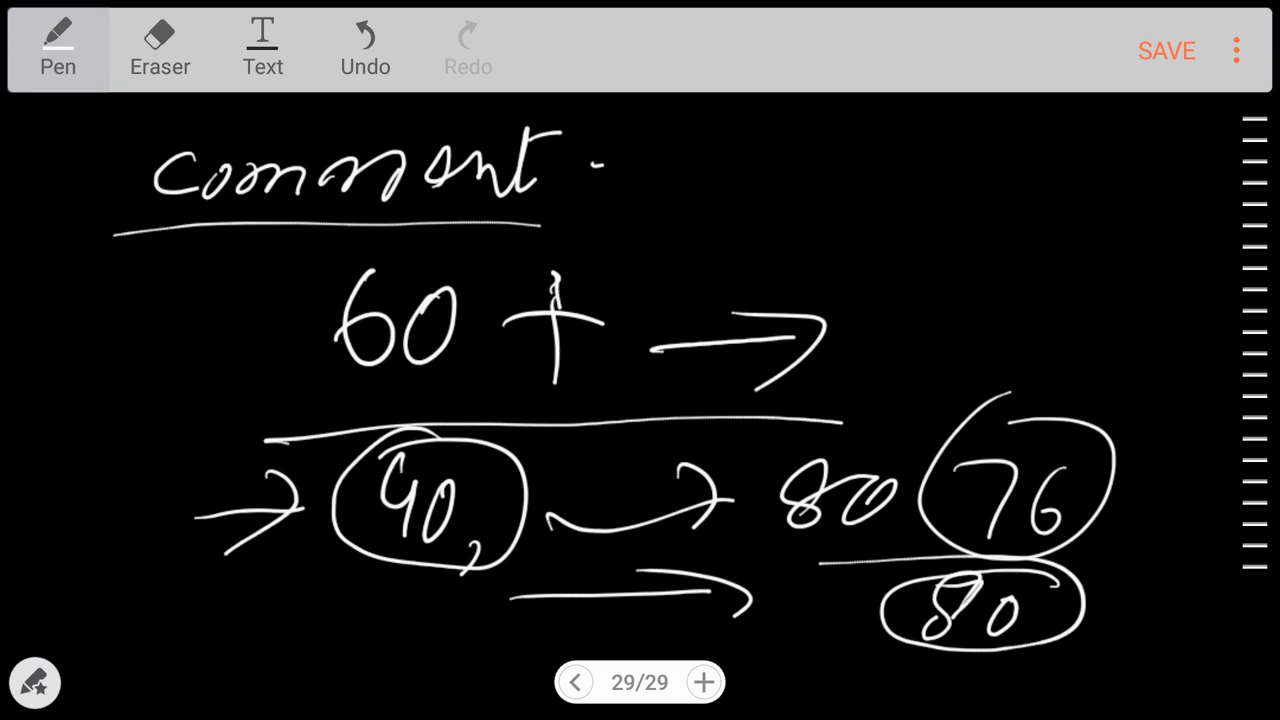 Pen Eraser Text Undo Redo SAVE
comment.
60 + →
→ 40, → 80 76
→ 80
29/29